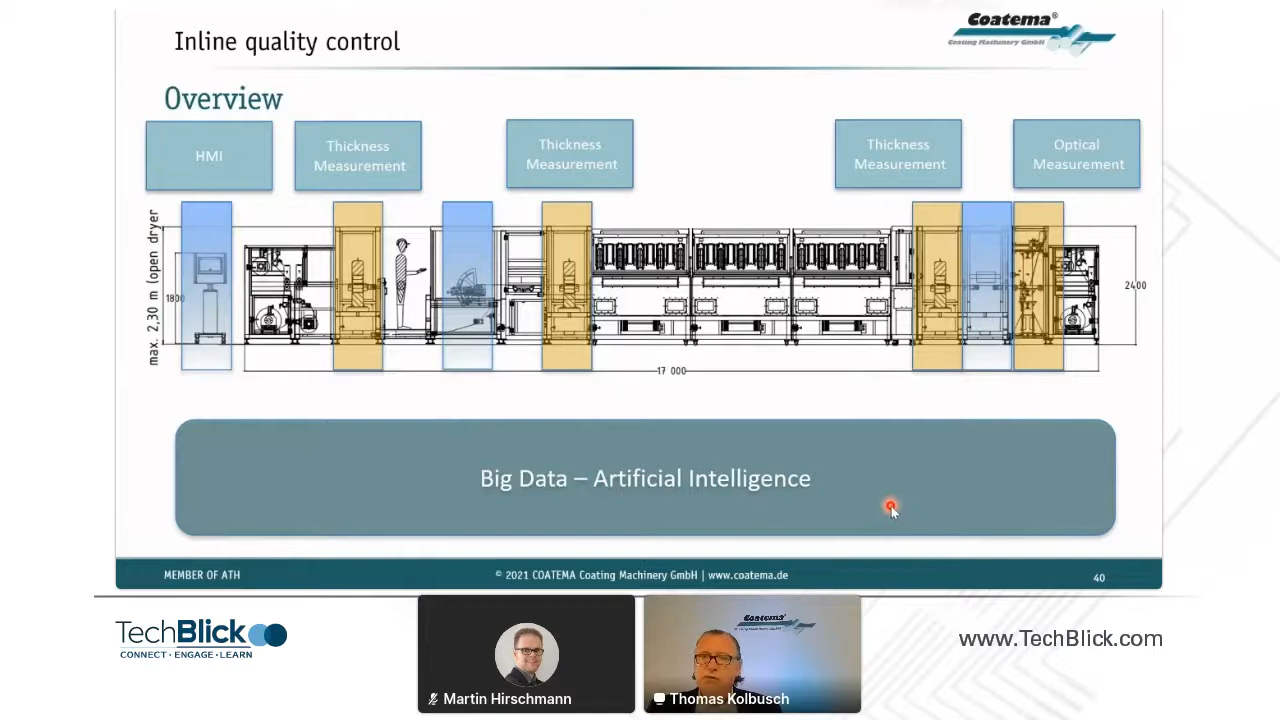 Inline quality control
Coatema®
Coating Machinery GmbH
Overview
HMI
Thickness
Measurement
Thickness
Measurement
Thickness
Measurement
Optical
Measurement
max. 2,30 m (open dryer
1800
2400
17 000
Big Data – Artificial Intelligence
MEMBER OF ATH
© 2021 COATEMA Coating Machinery GmbH | www.coatema.de
40
TechBlick
CONNECT · ENGAGE · LEARN
Coatema
Martin Hirschmann
Thomas Kolbusch
www.TechBlick.com